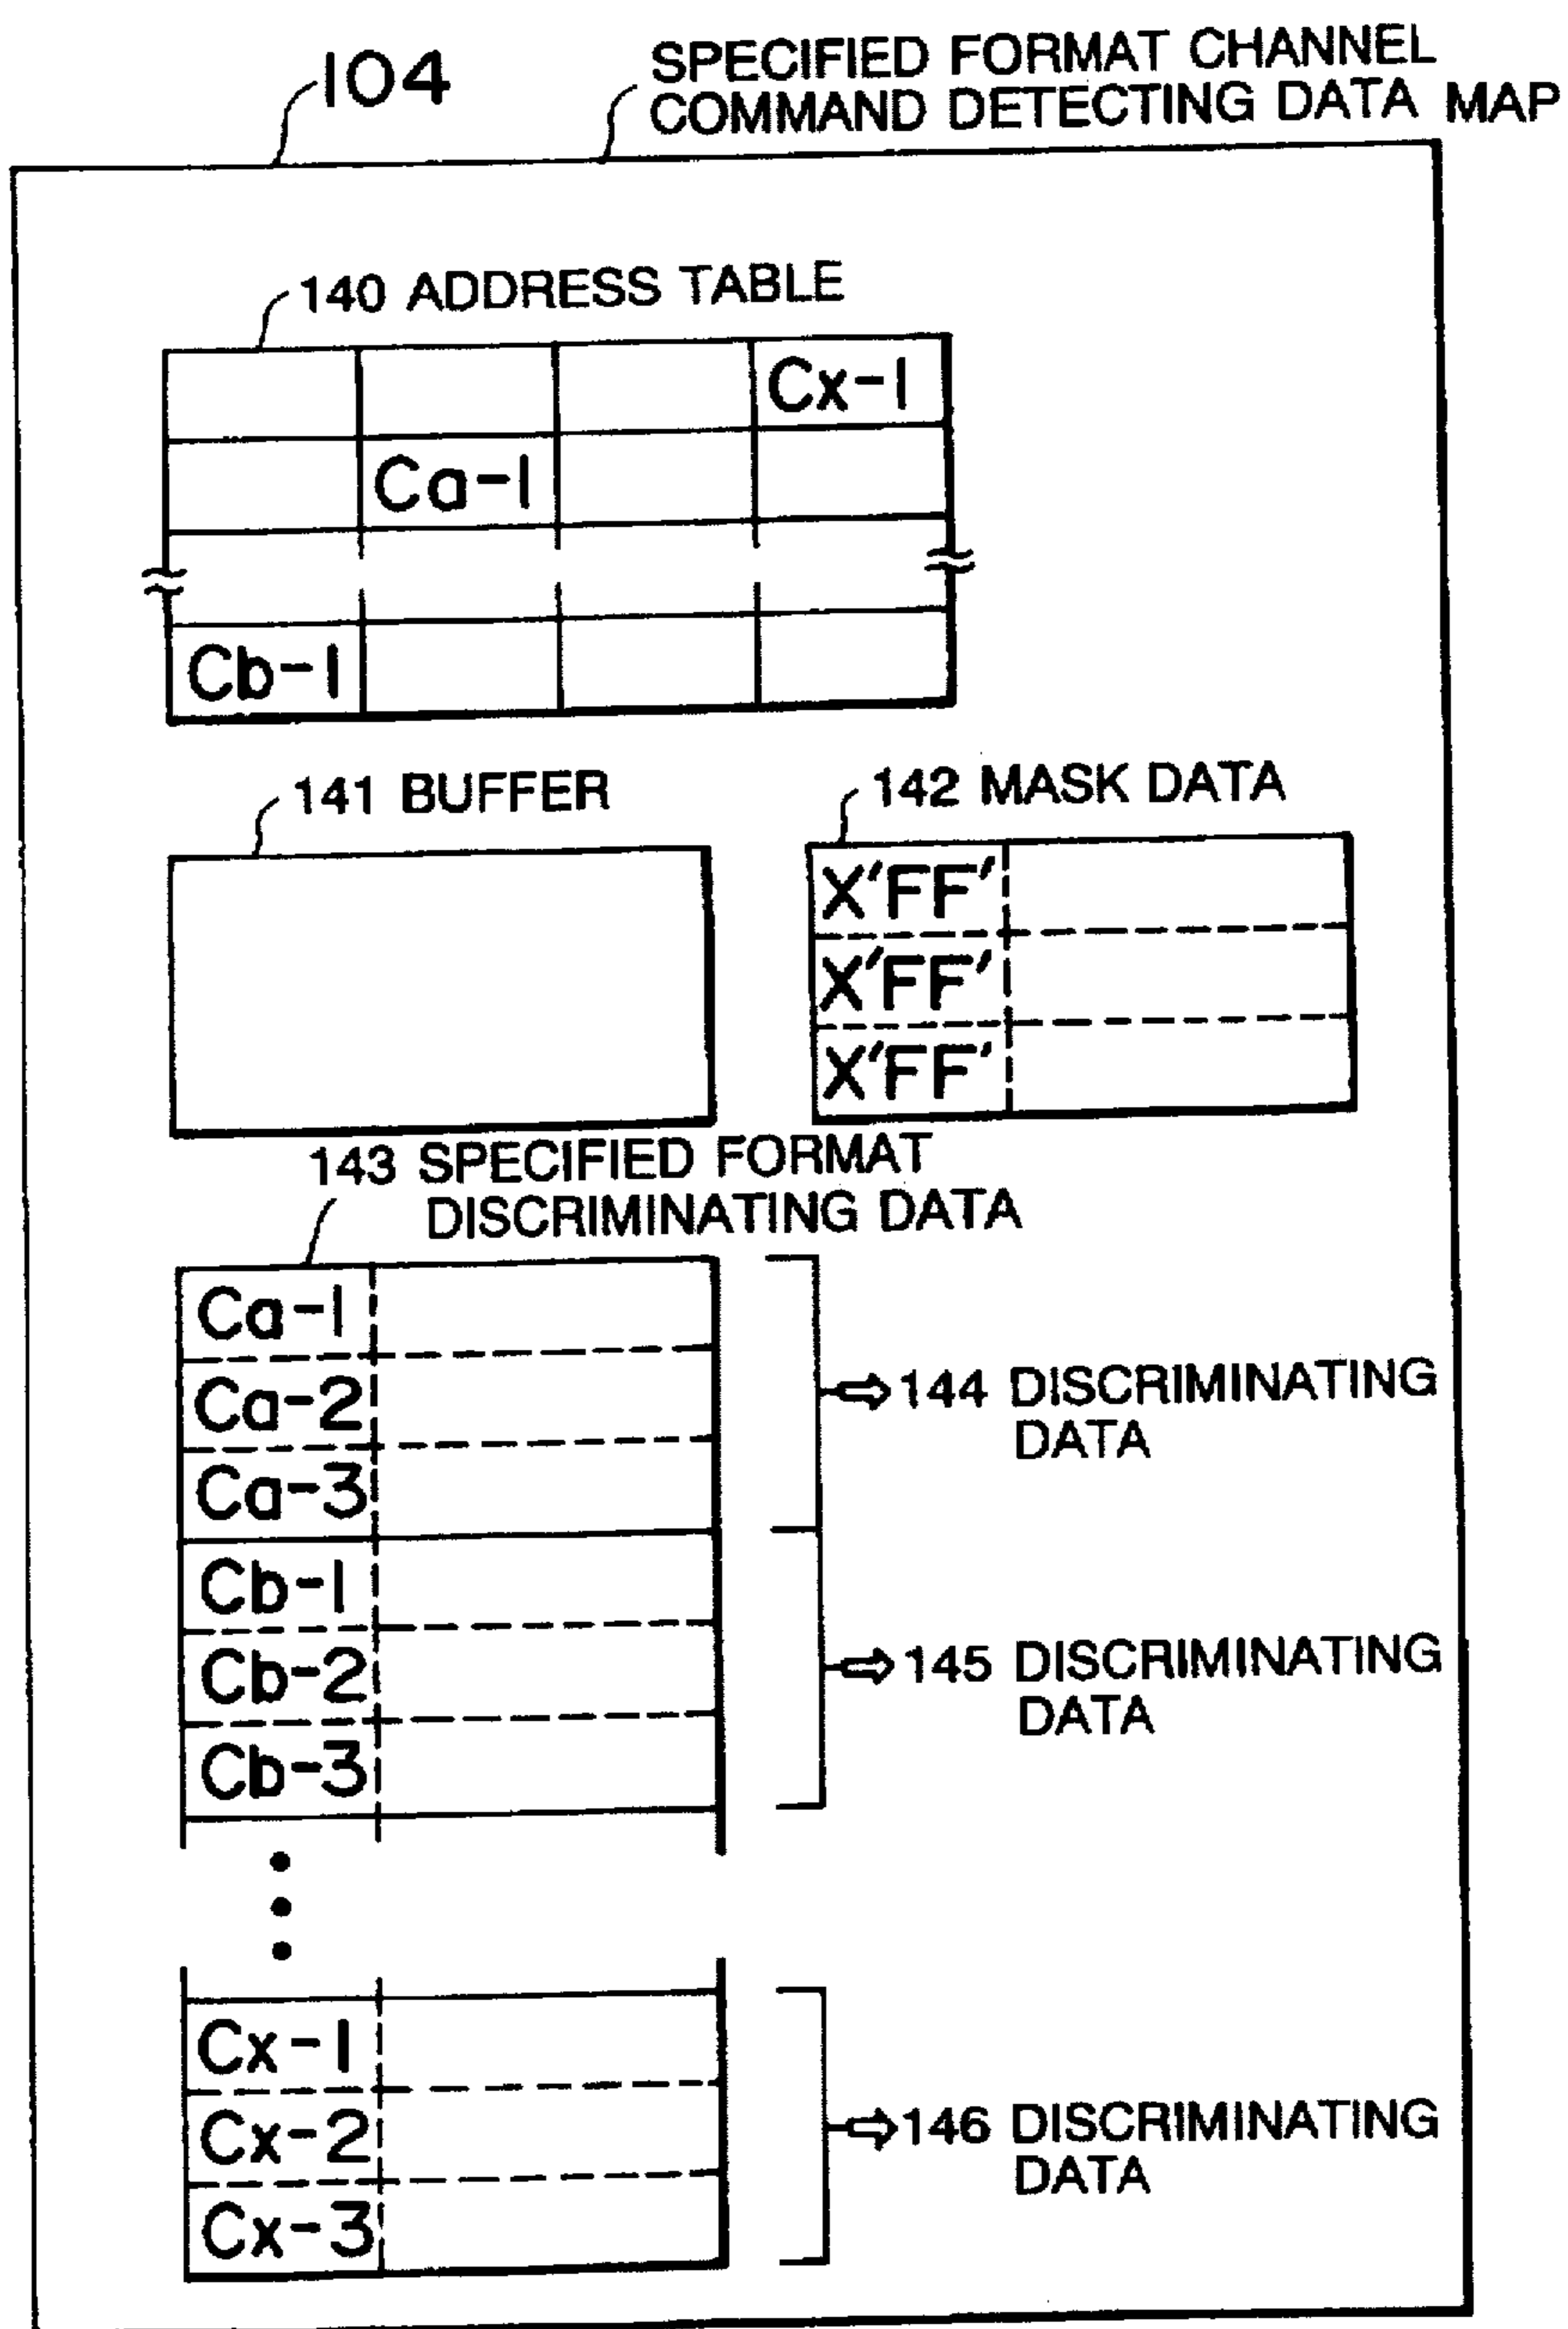 104
SPECIFIED FORMAT CHANNEL
COMMAND DETECTING DATA MAP
140 ADDRESS TABLE
Cx-1
Ca-1
Cb-1
141 BUFFER
142 MASK DATA
X'FF'
X'FF'
X'FF'
143 SPECIFIED FORMAT
DISCRIMINATING DATA
Ca-1
Ca-2
Ca-3
144 DISCRIMINATING
DATA
Cb-1
Cb-2
Cb-3
145 DISCRIMINATING
DATA
Cx-1
Cx-2
Cx-3
146 DISCRIMINATING
DATA